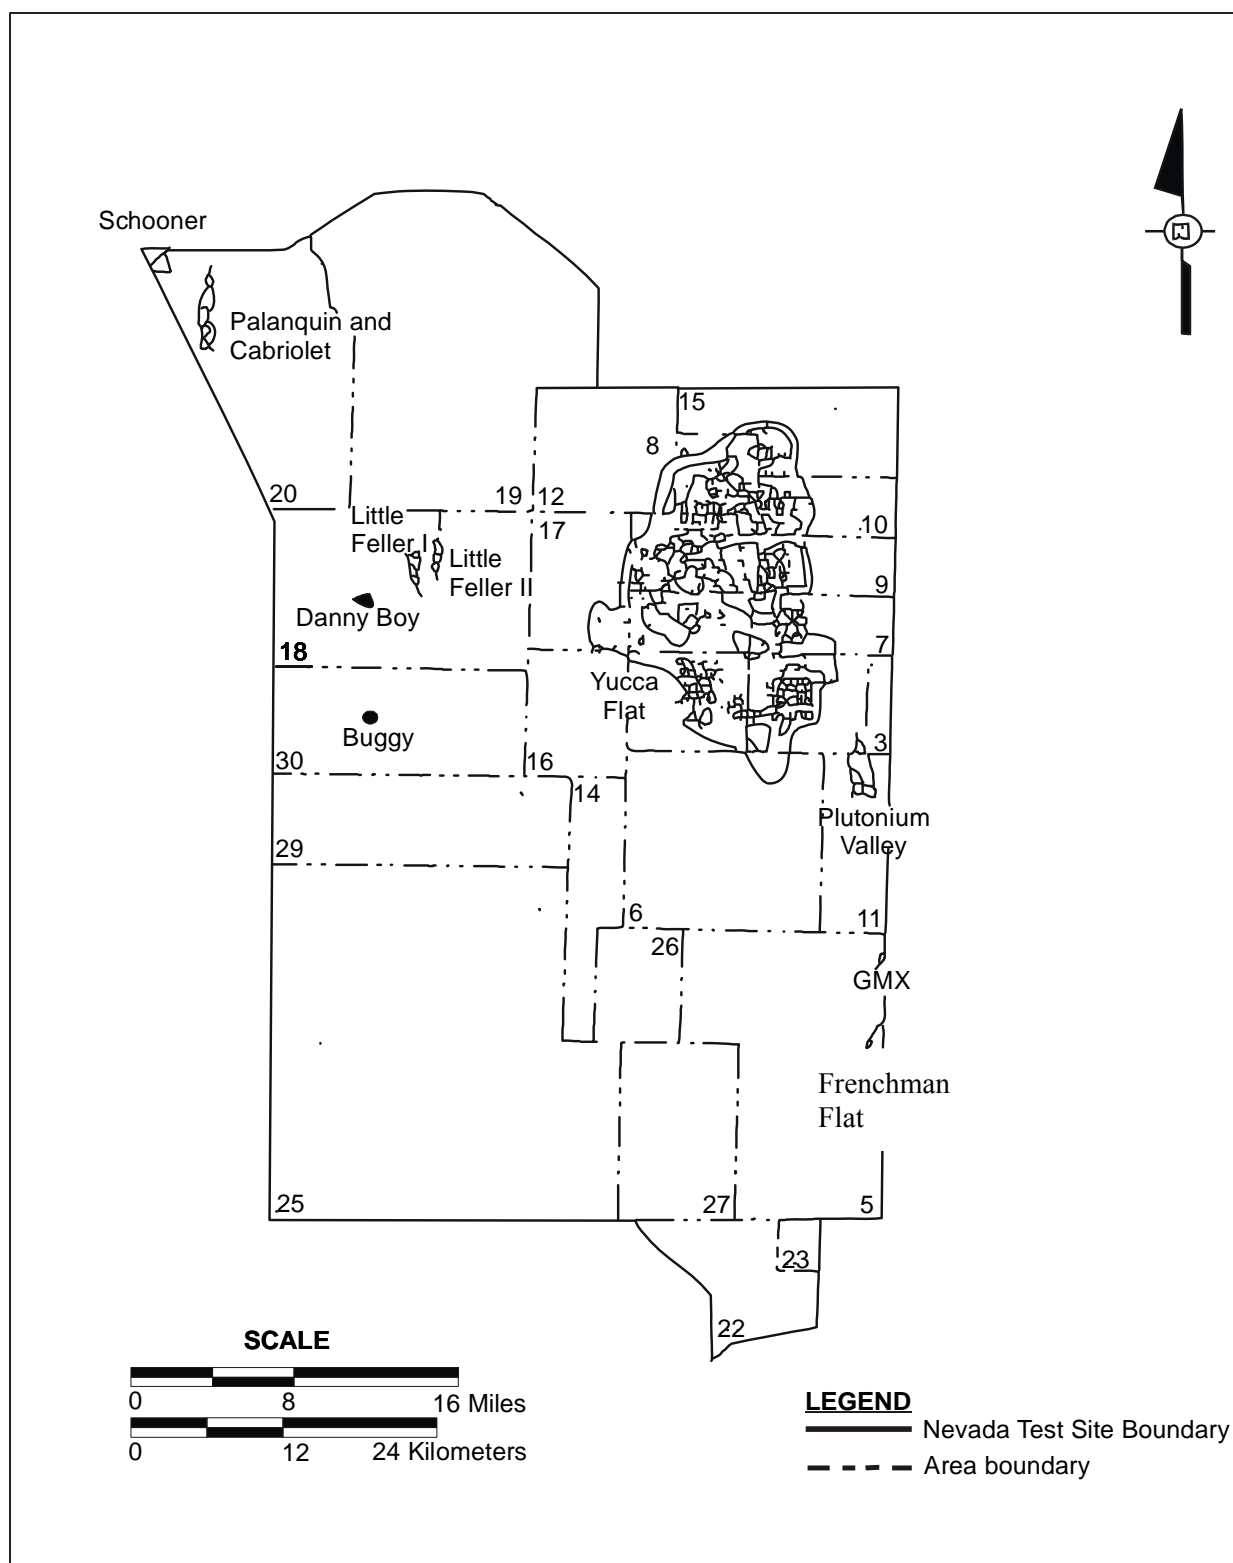 Schooner
Palanquin and
Cabriolet
15
8
20
19
12
Little
Feller I
17
10
Little
Feller II
9
Danny Boy
18
7
Yucca
Flat
Buggy
3
30
16
14
Plutonium
Valley
29
6
11
26
GMX
Frenchman
Flat
25
27
5
23
22
SCALE
0
8
16 Miles
0
12
24 Kilometers
LEGEND
Nevada Test Site Boundary
Area boundary